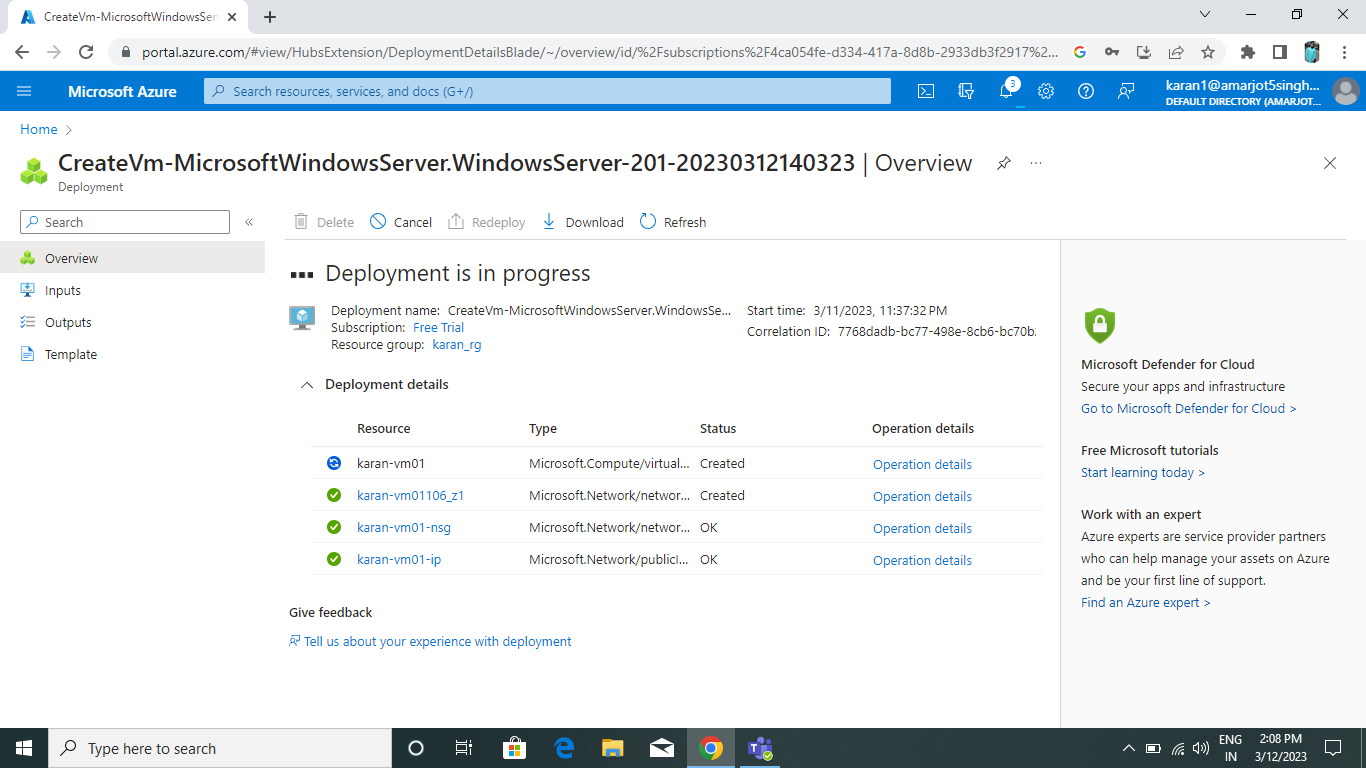 CreateVm-MicrosoftWindowsSer
portal.azure.com/#view/HubsExtension/DeploymentDetailsBlade/~/overview/id/%2Fsubscriptions%2F4ca054fe-d334-417a-8d8b-2933db3f2917%2...
Microsoft Azure
Search resources, services, and docs (G+/)
3
karan1@amarjot5singh...
DEFAULT DIRECTORY (AMARJOT...
Home
CreateVm-MicrosoftWindowsServer.WindowsServer-201-20230312140323 | Overview
Deployment
Search
Delete
Cancel
Redeploy
Download
Refresh
Overview
Inputs
Outputs
Template
Deployment is in progress
Deployment name: CreateVm-MicrosoftWindowsServer.WindowsSe...
Subscription: Free Trial
Resource group: karan_rg
Start time: 3/11/2023, 11:37:32 PM
Correlation ID: 7768dadb-bc77-498e-8cb6-bc70b
Deployment details
Resource Type Status Operation details
karan-vm01 Microsoft.Compute/virtual... Created Operation details
karan-vm01106_z1 Microsoft.Network/networ... Created Operation details
karan-vm01-nsg Microsoft.Network/networ... OK Operation details
karan-vm01-ip Microsoft.Network/publicI... OK Operation details
Give feedback
Tell us about your experience with deployment
Microsoft Defender for Cloud
Secure your apps and infrastructure
Go to Microsoft Defender for Cloud >
Free Microsoft tutorials
Start learning today >
Work with an expert
Azure experts are service provider partners
who can help manage your assets on Azure
and be your first line of support.
Find an Azure expert >
Type here to search
ENG
IN
2:08 PM
3/12/2023